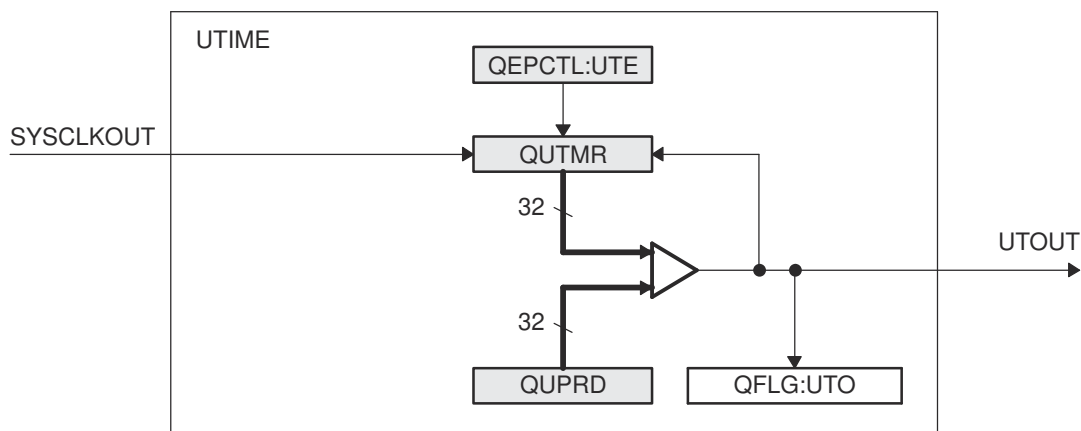 UTIME
QEPCTL:UTE
SYSCLKOUT
QUTMR
32
UTOUT
32
QUPRD
QFLG:UTO